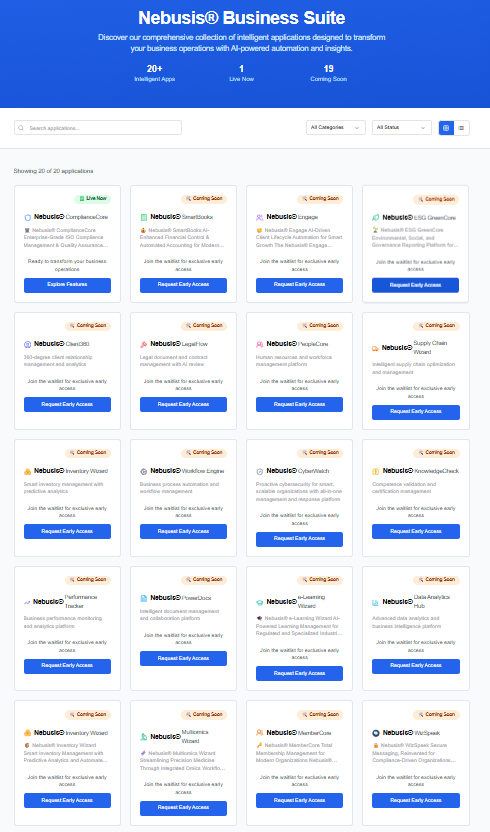 Nebusis® Business Suite
Discover our comprehensive collection of intelligent applications designed to transform
your business operations with AI-powered automation and insights.
20+
Intelligent Apps
1
Live Now
19
Coming Soon
Search applications...
All Categories
All Status
Showing 20 of 20 applications
Live Now
Nebusis® ComplianceCore
Nebusis® ComplianceCore
Enterprise-Grade ISO Compliance
Management & Quality Assurance...
Ready to transform your business
operations
Explore Features
Coming Soon
Nebusis® SmartBooks
Nebusis® SmartBooks AI-
Enhanced Financial Control &
Automated Accounting for Modern...
Join the waitlist for exclusive early
access
Request Early Access
Coming Soon
Nebusis® Engage
Nebusis® Engage AI-Driven
Client Lifecycle Automation for Smart
Growth The Nebusis® Engage...
Join the waitlist for exclusive early
access
Request Early Access
Coming Soon
Nebusis® ESG GreenCore
Nebusis® ESG GreenCore
Environmental, Social, and
Governance Reporting Platform for...
Join the waitlist for exclusive early
access
Request Early Access
Coming Soon
Nebusis® Client360
360-degree client relationship
management and analytics
Join the waitlist for exclusive early
access
Request Early Access
Coming Soon
Nebusis® LegalFlow
Legal document and contract
management with AI review
Join the waitlist for exclusive early
access
Request Early Access
Coming Soon
Nebusis® PeopleCore
Human resources and workforce
management platform
Join the waitlist for exclusive early
access
Request Early Access
Coming Soon
Nebusis® Supply Chain
Wizard
Intelligent supply chain optimization
and management
Join the waitlist for exclusive early
access
Request Early Access
Coming Soon
Nebusis® Inventory Wizard
Smart inventory management with
predictive analytics
Join the waitlist for exclusive early
access
Request Early Access
Coming Soon
Nebusis® Workflow Engine
Business process automation and
workflow management
Join the waitlist for exclusive early
access
Request Early Access
Coming Soon
Nebusis® CyberWatch
Proactive cybersecurity for smart,
scalable organizations with all-in-one
management and response platform
Join the waitlist for exclusive early
access
Request Early Access
Coming Soon
Nebusis® KnowledgeCheck
Competence validation and
certification management
Join the waitlist for exclusive early
access
Request Early Access
Coming Soon
Nebusis® Performance
Tracker
Business performance monitoring
and analytics platform
Join the waitlist for exclusive early
access
Request Early Access
Coming Soon
Nebusis® PowerDocs
Intelligent document management
and collaboration platform
Join the waitlist for exclusive early
access
Request Early Access
Coming Soon
Nebusis® e-Learning
Wizard
Nebusis® e-Learning Wizard AI-
Powered Learning Management for
Regulated and Specialized Industri...
Join the waitlist for exclusive early
access
Request Early Access
Coming Soon
Nebusis® Data Analytics
Hub
Advanced data analytics and
business intelligence platform
Join the waitlist for exclusive early
access
Request Early Access
Coming Soon
Nebusis® Inventory Wizard
Nebusis® Inventory Wizard
Smart Inventory Management with
Predictive Analytics and Automate...
Join the waitlist for exclusive early
access
Request Early Access
Coming Soon
Nebusis® Multiomics
Wizard
Nebusis® Multiomics Wizard
Streamlining Precision Medicine
Through Integrated Omics Workflo...
Join the waitlist for exclusive early
access
Request Early Access
Coming Soon
Nebusis® MemberCore
Nebusis® MemberCore Total
Membership Management for
Modern Organizations Nebusis®...
Join the waitlist for exclusive early
access
Request Early Access
Coming Soon
Nebusis® WizSpeak
Nebusis® WizSpeak Secure
Messaging, Reinvented for
Compliance-Driven Organizations...
Join the waitlist for exclusive early
access
Request Early Access